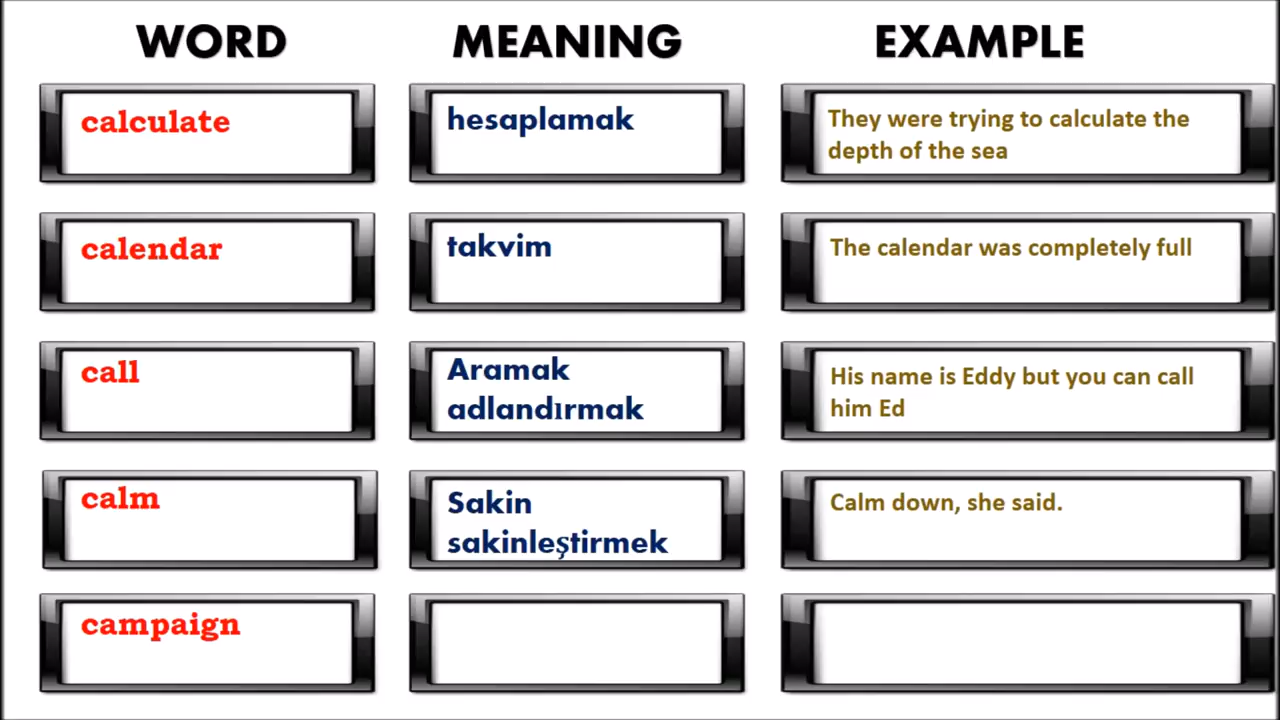 WORD MEANING EXAMPLE
calculate
hesaplamak
They were trying to calculate the
depth of the sea
calendar
takvim
The calendar was completely full
call
Aramak
adlandırmak
His name is Eddy but you can call
him Ed
calm
Sakin
sakinleştirmek
Calm down, she said.
campaign